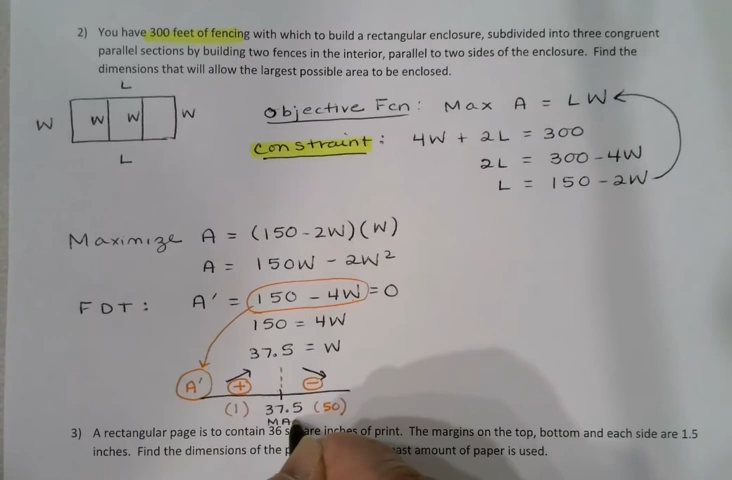 2) You have 300 feet of fencing with which to build a rectangular enclosure, subdivided into three congruent
parallel sections by building two fences in the interior, parallel to two sides of the enclosure. Find the
dimensions that will allow the largest possible area to be enclosed.
L
W W W W
L
Objective Fcn: Max A = LW
constraint: 4W + 2L = 300
2L = 300 - 4W
L = 150 - 2W
Maximize A = (150 - 2W)(W)
A = 150W - 2W²
FDT: A' = 150 - 4W = 0
150 = 4W
37.5 = W
A' + -
(1) 37.5 (50)
MA
3) A rectangular page is to contain 36 inches of print. The margins on the top, bottom and each side are 1.5
inches. Find the dimensions of the amount of paper is used.